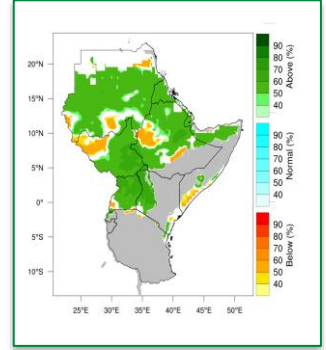 20°N
15°N
10°N
5°N
0°
5°S
10°S
25°E
30°E
35°E
40°E
45°E
50°E
90
80
70
60
50
40
Above (%)
90
80
70
60
50
40
Normal (%)
90
80
70
60
50
40
Below (%)